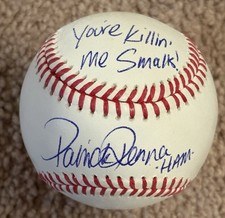 You're Killin'
Me Smalls!
Patrick Renna
-HAM-